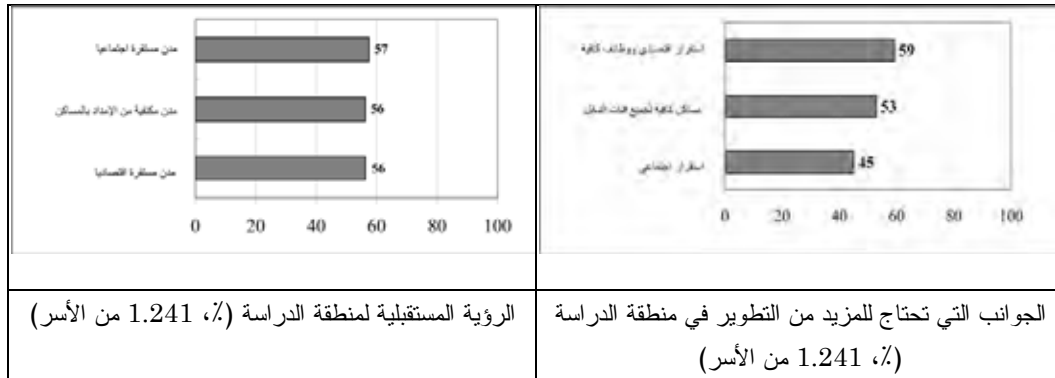 استقرار اقتصادي ووظائف كافية
59
مساكن كافية لجميع فئات الدخل
53
استقرار اجتماعي
45
0 20 40 60 80 100
الجوانب التي تحتاج للمزيد من التطوير في منطقة الدراسة
(٪، 1.241 من الأسر)
مدن مستقرة اجتماعيا
57
مدن مكتفية من الإمداد بالمساكن
56
مدن مستقرة اقتصاديا
56
0 20 40 60 80 100
الرؤية المستقبلية لمنطقة الدراسة (٪، 1.241 من الأسر)